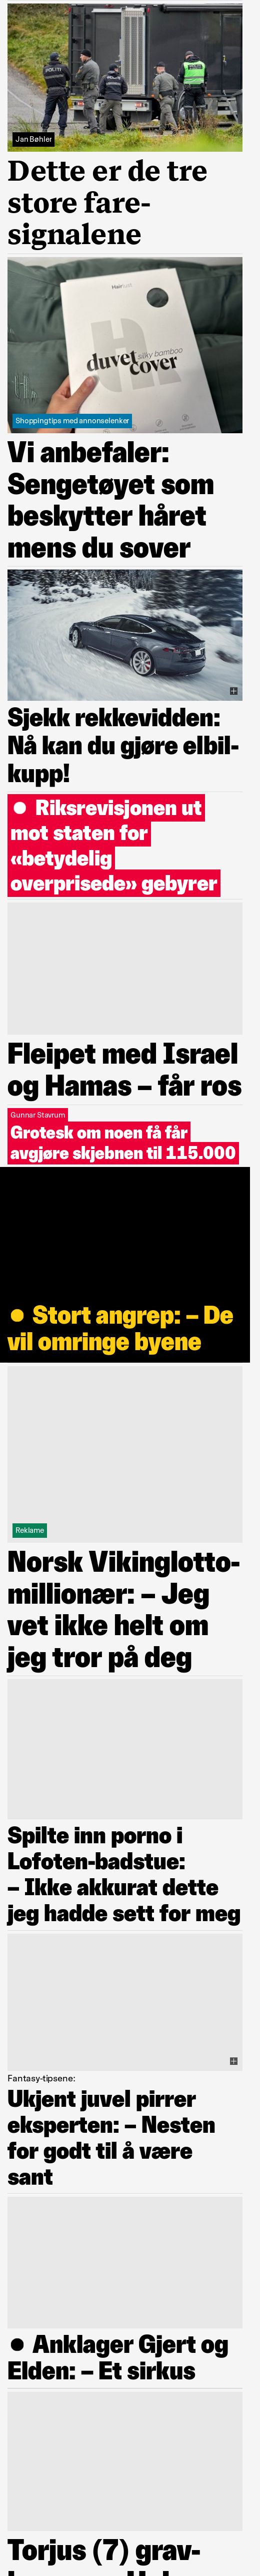 POLITI
Jan Bøhler
Dette er de tre
store fare-
signalene
Hairlust
duvet
silky bamboo
cover
Shoppingtips med annonselenker
Vi anbefaler:
Sengetøyet som
beskytter håret
mens du sover
Sjekk rekkevidden:
Nå kan du gjøre elbil-
kupp!
● Riksrevisjonen ut
mot staten for
«betydelig
overprisede» gebyrer
Fleipet med Israel
og Hamas – får ros
Gunnar Stavrum
Grotesk om noen få får
avgjøre skjebnen til 115.000
● Stort angrep: – De
vil omringe byene
Reklame
Norsk Vikinglotto-
millionær: – Jeg
vet ikke helt om
jeg tror på deg
Spilte inn porno i
Lofoten-badstue:
– Ikke akkurat dette
jeg hadde sett for meg
Fantasy-tipsene:
Ukjent juvel pirrer
eksperten: – Nesten
for godt til å være
sant
● Anklager Gjert og
Elden: – Et sirkus
Torjus (7) grav-